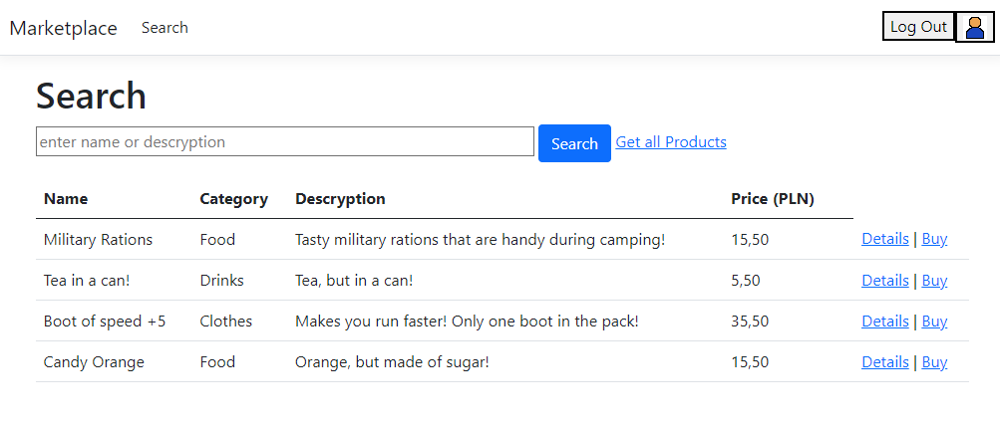 Marketplace Search Log Out
Search
enter name or descryption Search Get all Products
Name Category Descryption Price (PLN)
Military Rations Food Tasty military rations that are handy during camping! 15,50 Details | Buy
Tea in a can! Drinks Tea, but in a can! 5,50 Details | Buy
Boot of speed +5 Clothes Makes you run faster! Only one boot in the pack! 35,50 Details | Buy
Candy Orange Food Orange, but made of sugar! 15,50 Details | Buy